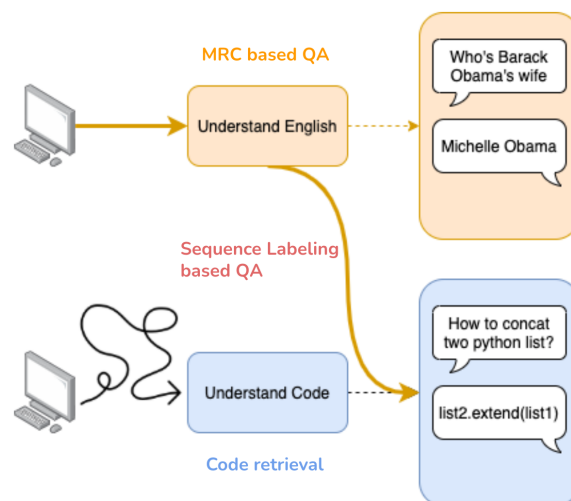 MRC based QA
Who's Barack
Obama's wife
Understand English
Michelle Obama
Sequence Labeling
based QA
How to concat
two python list?
Understand Code
list2.extend(list1)
Code retrieval